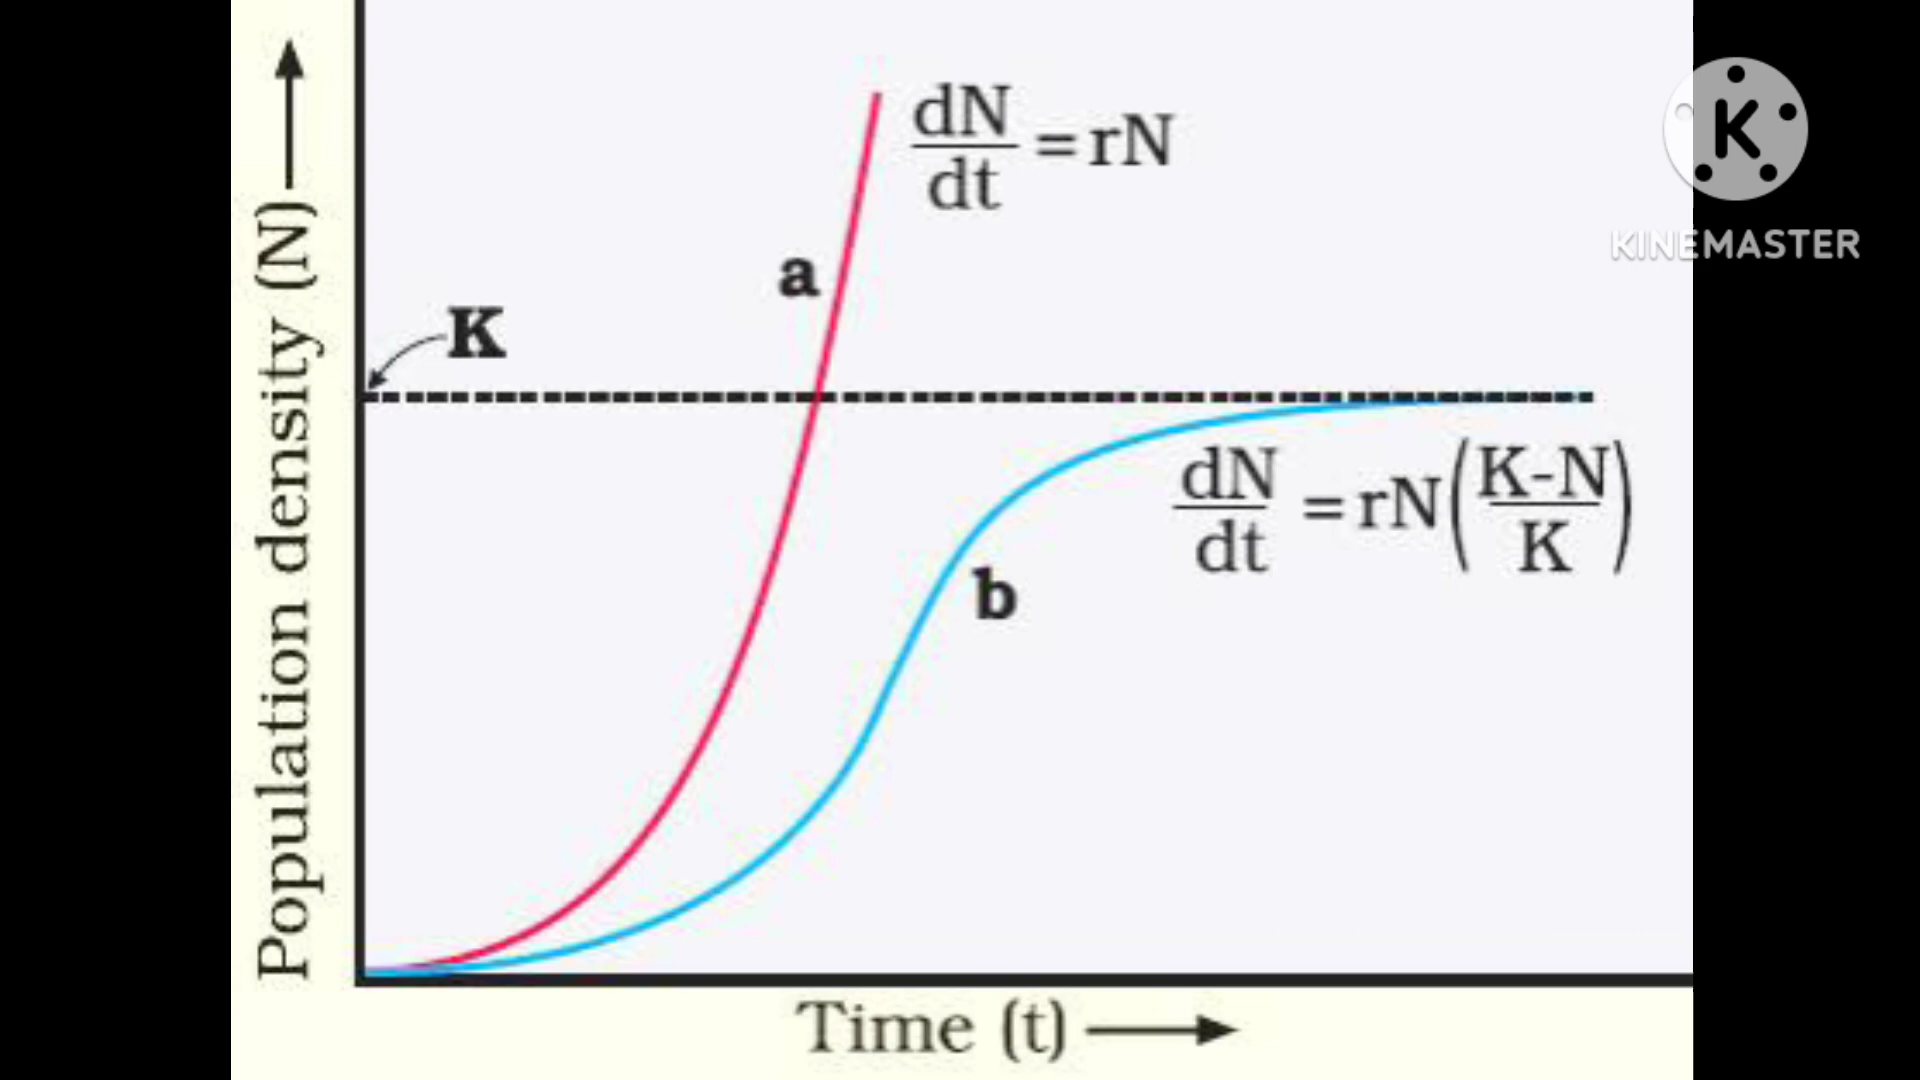 dN/dt = rN
a
K
dN/dt = rN(K-N/K)
b
Population density (N)
Time (t)
K
KINEMASTER